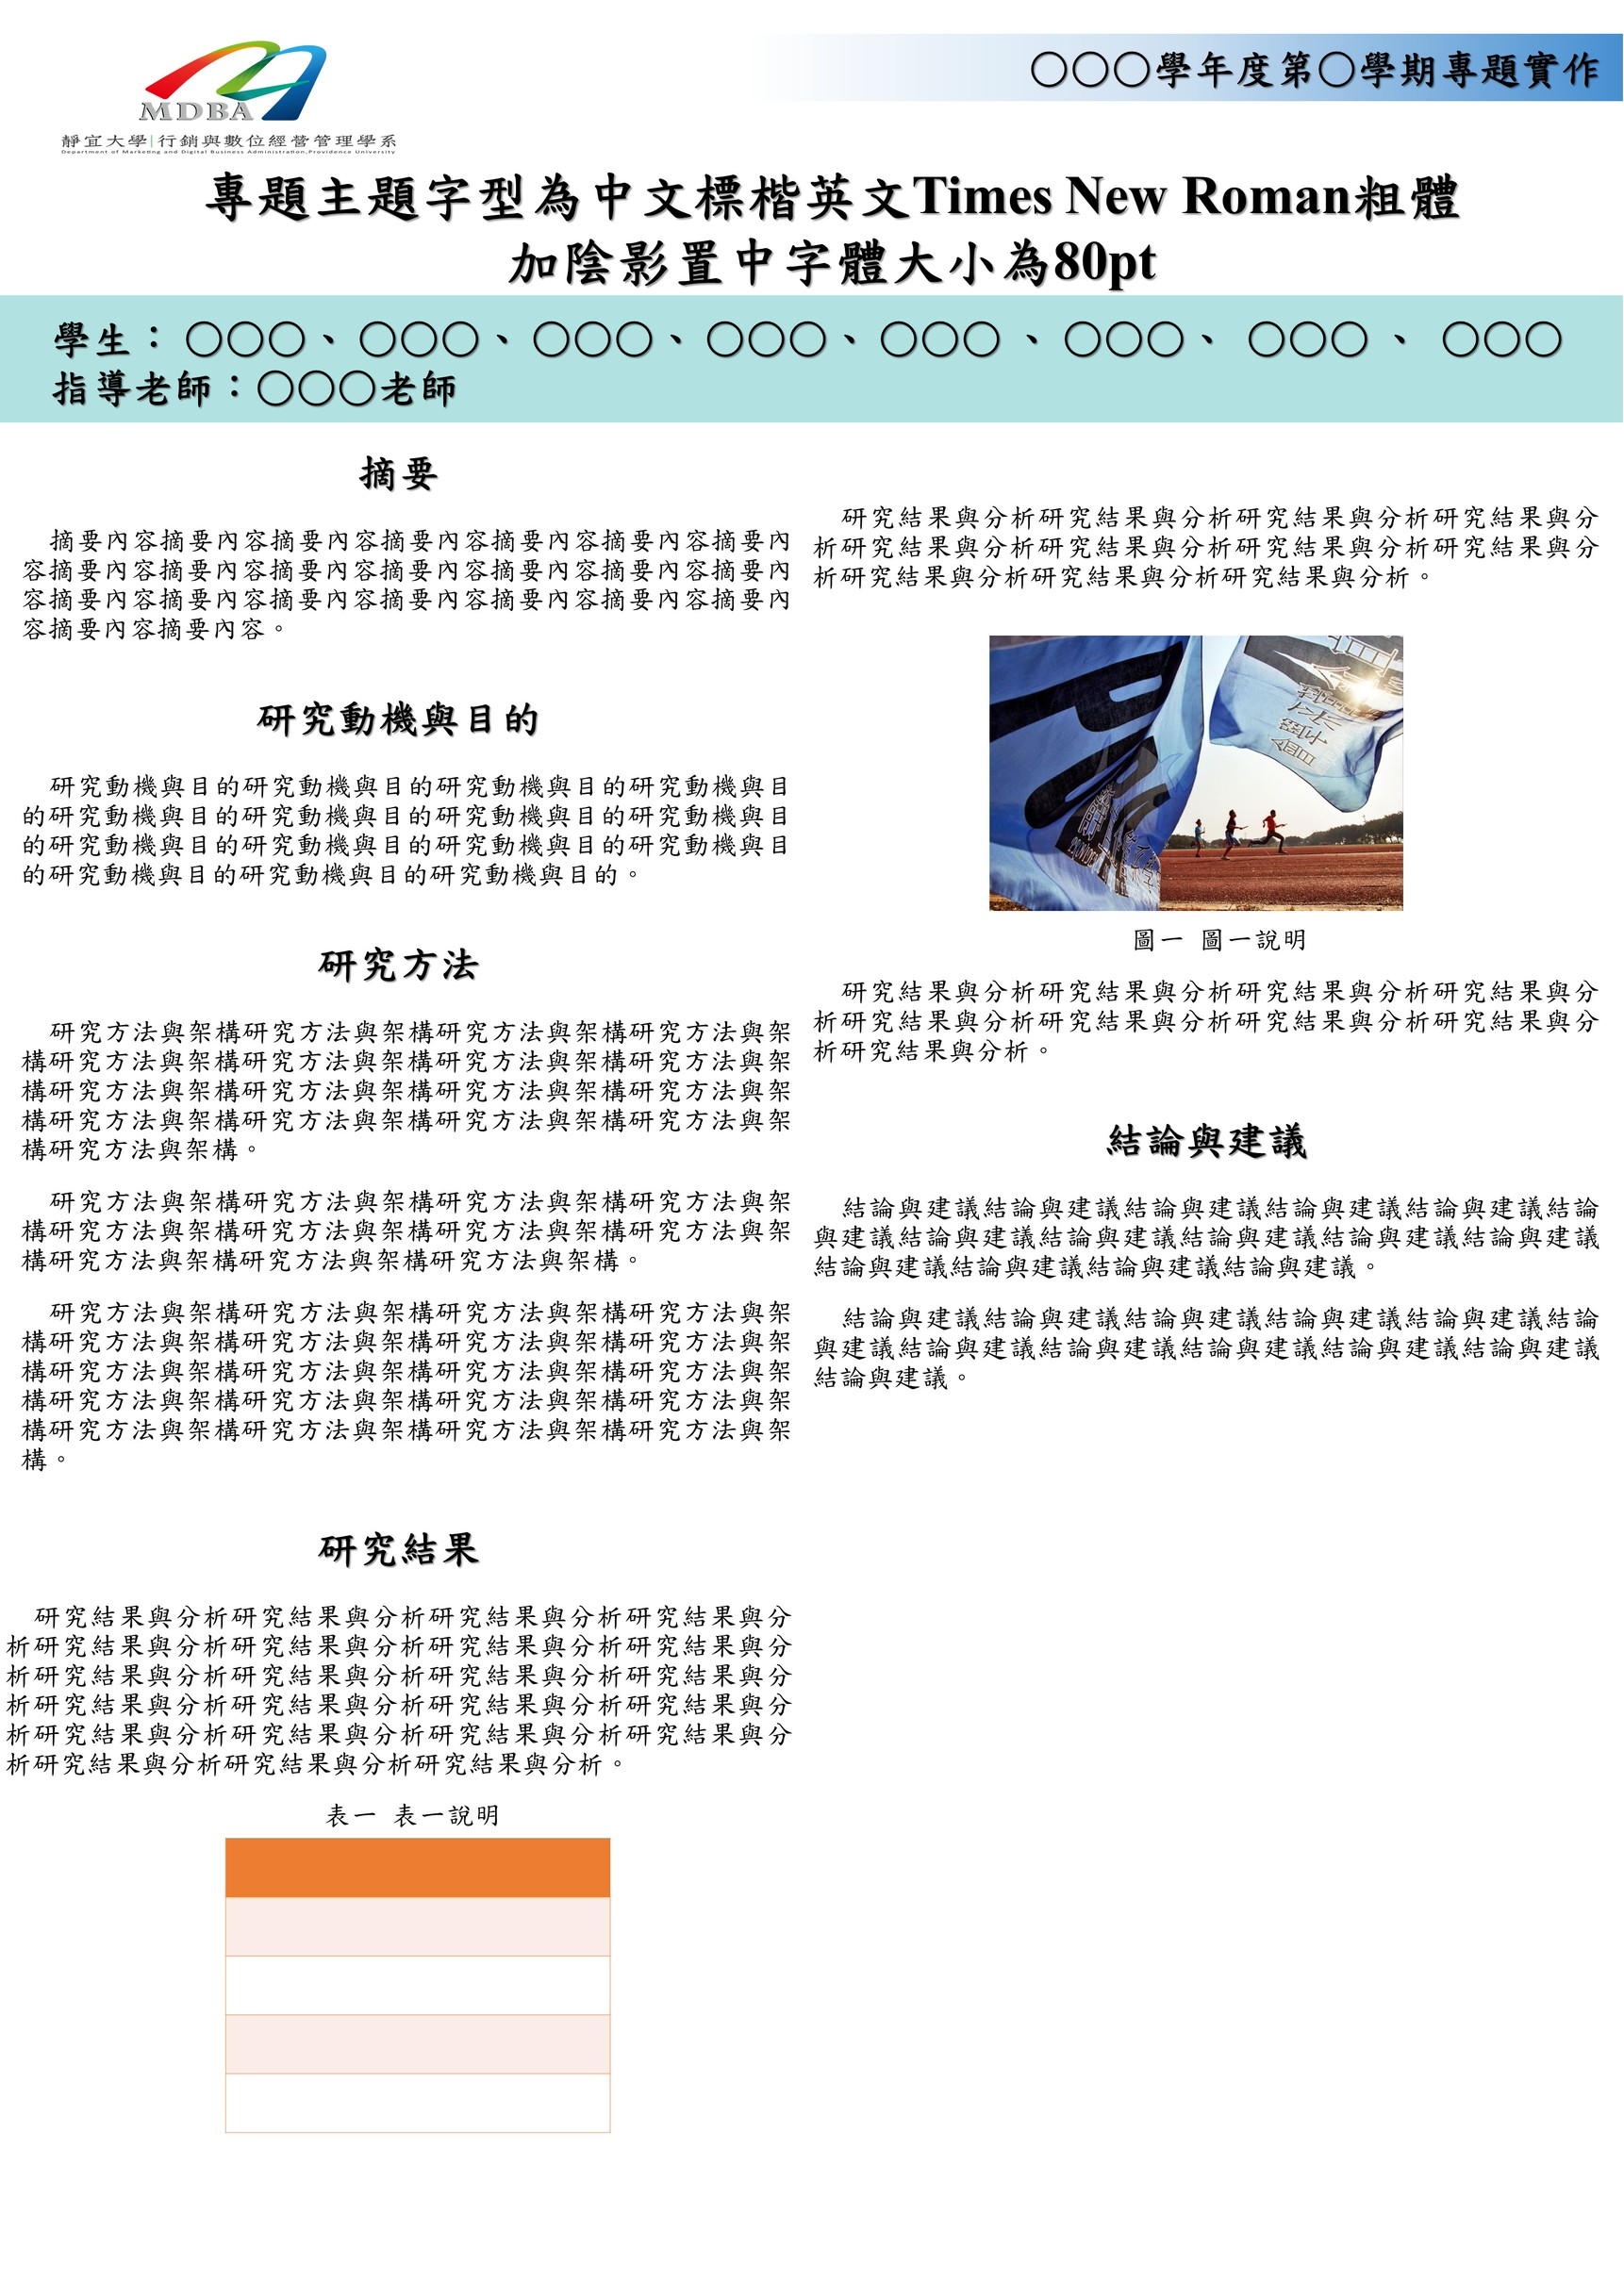 MDBA
靜宜大學|行銷與數位經營管理學系
Department of Marketing and Digital Business Administration,Providence University
〇〇〇學年度第〇學期專題實作
專題主題字型為中文標楷英文Times New Roman粗體
加陰影置中字體大小為80pt
學生：〇〇〇、〇〇〇、〇〇〇、〇〇〇、〇〇〇、〇〇〇、〇〇〇、〇〇〇
指導老師：〇〇〇老師
摘要
摘要內容摘要內容摘要內容摘要內容摘要內容摘要內容摘要內
容摘要內容摘要內容摘要內容摘要內容摘要內容摘要內容摘要內
容摘要內容摘要內容摘要內容摘要內容摘要內容摘要內容摘要內
容摘要內容摘要內容。
研究動機與目的
研究動機與目的研究動機與目的研究動機與目的研究動機與目
的研究動機與目的研究動機與目的研究動機與目的研究動機與目
的研究動機與目的研究動機與目的研究動機與目的研究動機與目
的研究動機與目的研究動機與目的研究動機與目的。
研究方法
研究方法與架構研究方法與架構研究方法與架構研究方法與架
構研究方法與架構研究方法與架構研究方法與架構研究方法與架
構研究方法與架構研究方法與架構研究方法與架構研究方法與架
構研究方法與架構研究方法與架構研究方法與架構研究方法與架
構研究方法與架構。
研究方法與架構研究方法與架構研究方法與架構研究方法與架
構研究方法與架構研究方法與架構研究方法與架構研究方法與架
構研究方法與架構研究方法與架構研究方法與架構。
研究方法與架構研究方法與架構研究方法與架構研究方法與架
構研究方法與架構研究方法與架構研究方法與架構研究方法與架
構研究方法與架構研究方法與架構研究方法與架構研究方法與架
構研究方法與架構研究方法與架構研究方法與架構研究方法與架
構研究方法與架構研究方法與架構研究方法與架構研究方法與架
構。
研究結果
研究結果與分析研究結果與分析研究結果與分析研究結果與分
析研究結果與分析研究結果與分析研究結果與分析研究結果與分
析研究結果與分析研究結果與分析研究結果與分析研究結果與分
析研究結果與分析研究結果與分析研究結果與分析研究結果與分
析研究結果與分析研究結果與分析研究結果與分析研究結果與分
析研究結果與分析研究結果與分析研究結果與分析。
表一 表一說明
研究結果與分析研究結果與分析研究結果與分析研究結果與分
析研究結果與分析研究結果與分析研究結果與分析研究結果與分
析研究結果與分析研究結果與分析研究結果與分析。
圖一 圖一說明
研究結果與分析研究結果與分析研究結果與分析研究結果與分
析研究結果與分析研究結果與分析研究結果與分析研究結果與分
析研究結果與分析。
結論與建議
結論與建議結論與建議結論與建議結論與建議結論與建議結論
與建議結論與建議結論與建議結論與建議結論與建議結論與建議
結論與建議結論與建議結論與建議結論與建議。
結論與建議結論與建議結論與建議結論與建議結論與建議結論
與建議結論與建議結論與建議結論與建議結論與建議結論與建議
結論與建議。